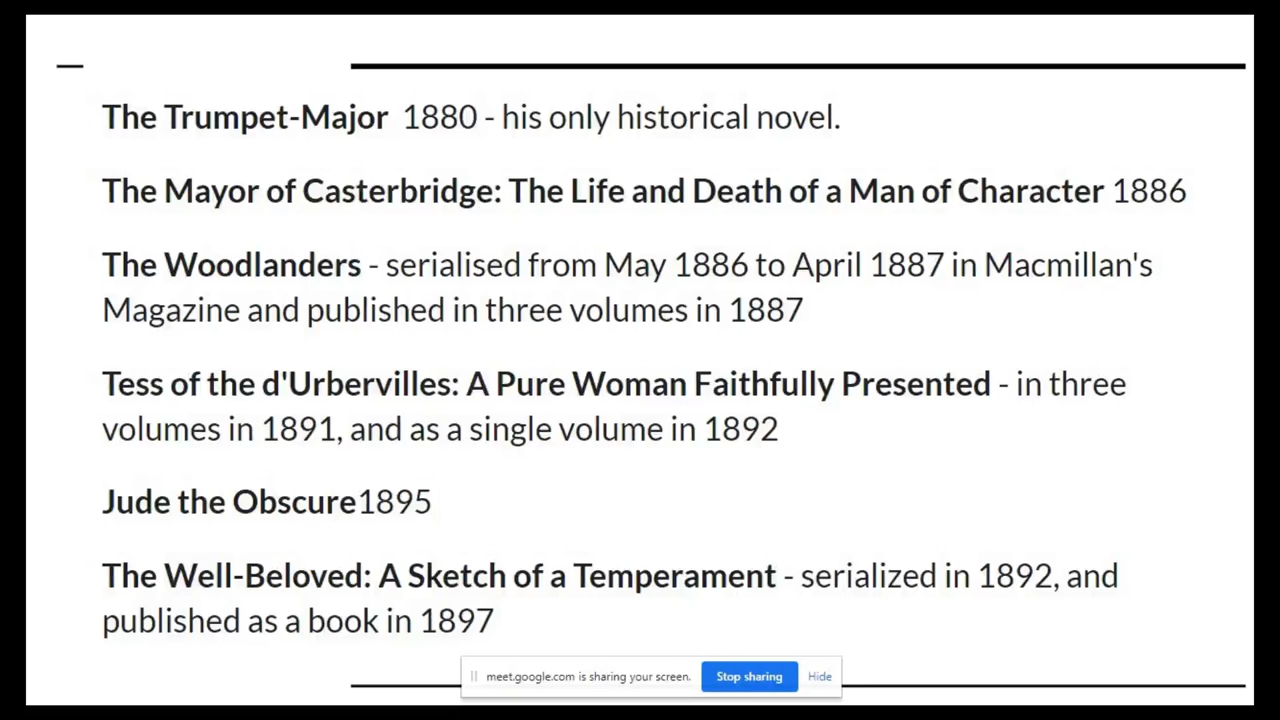 The Trumpet-Major 1880 - his only historical novel.
The Mayor of Casterbridge: The Life and Death of a Man of Character 1886
The Woodlanders - serialised from May 1886 to April 1887 in Macmillan's
Magazine and published in three volumes in 1887
Tess of the d'Urbervilles: A Pure Woman Faithfully Presented - in three
volumes in 1891, and as a single volume in 1892
Jude the Obscure1895
The Well-Beloved: A Sketch of a Temperament - serialized in 1892, and
published as a book in 1897
meet.google.com is sharing your screen. Stop sharing Hide